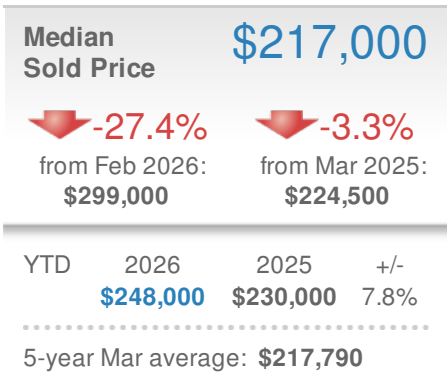 Median $217,000
Sold Price
-27.4% -3.3%
from Feb 2026: from Mar 2025:
$299,000 $224,500
YTD 2026 2025 +/-
$248,000 $230,000 7.8%
5-year Mar average: $217,790